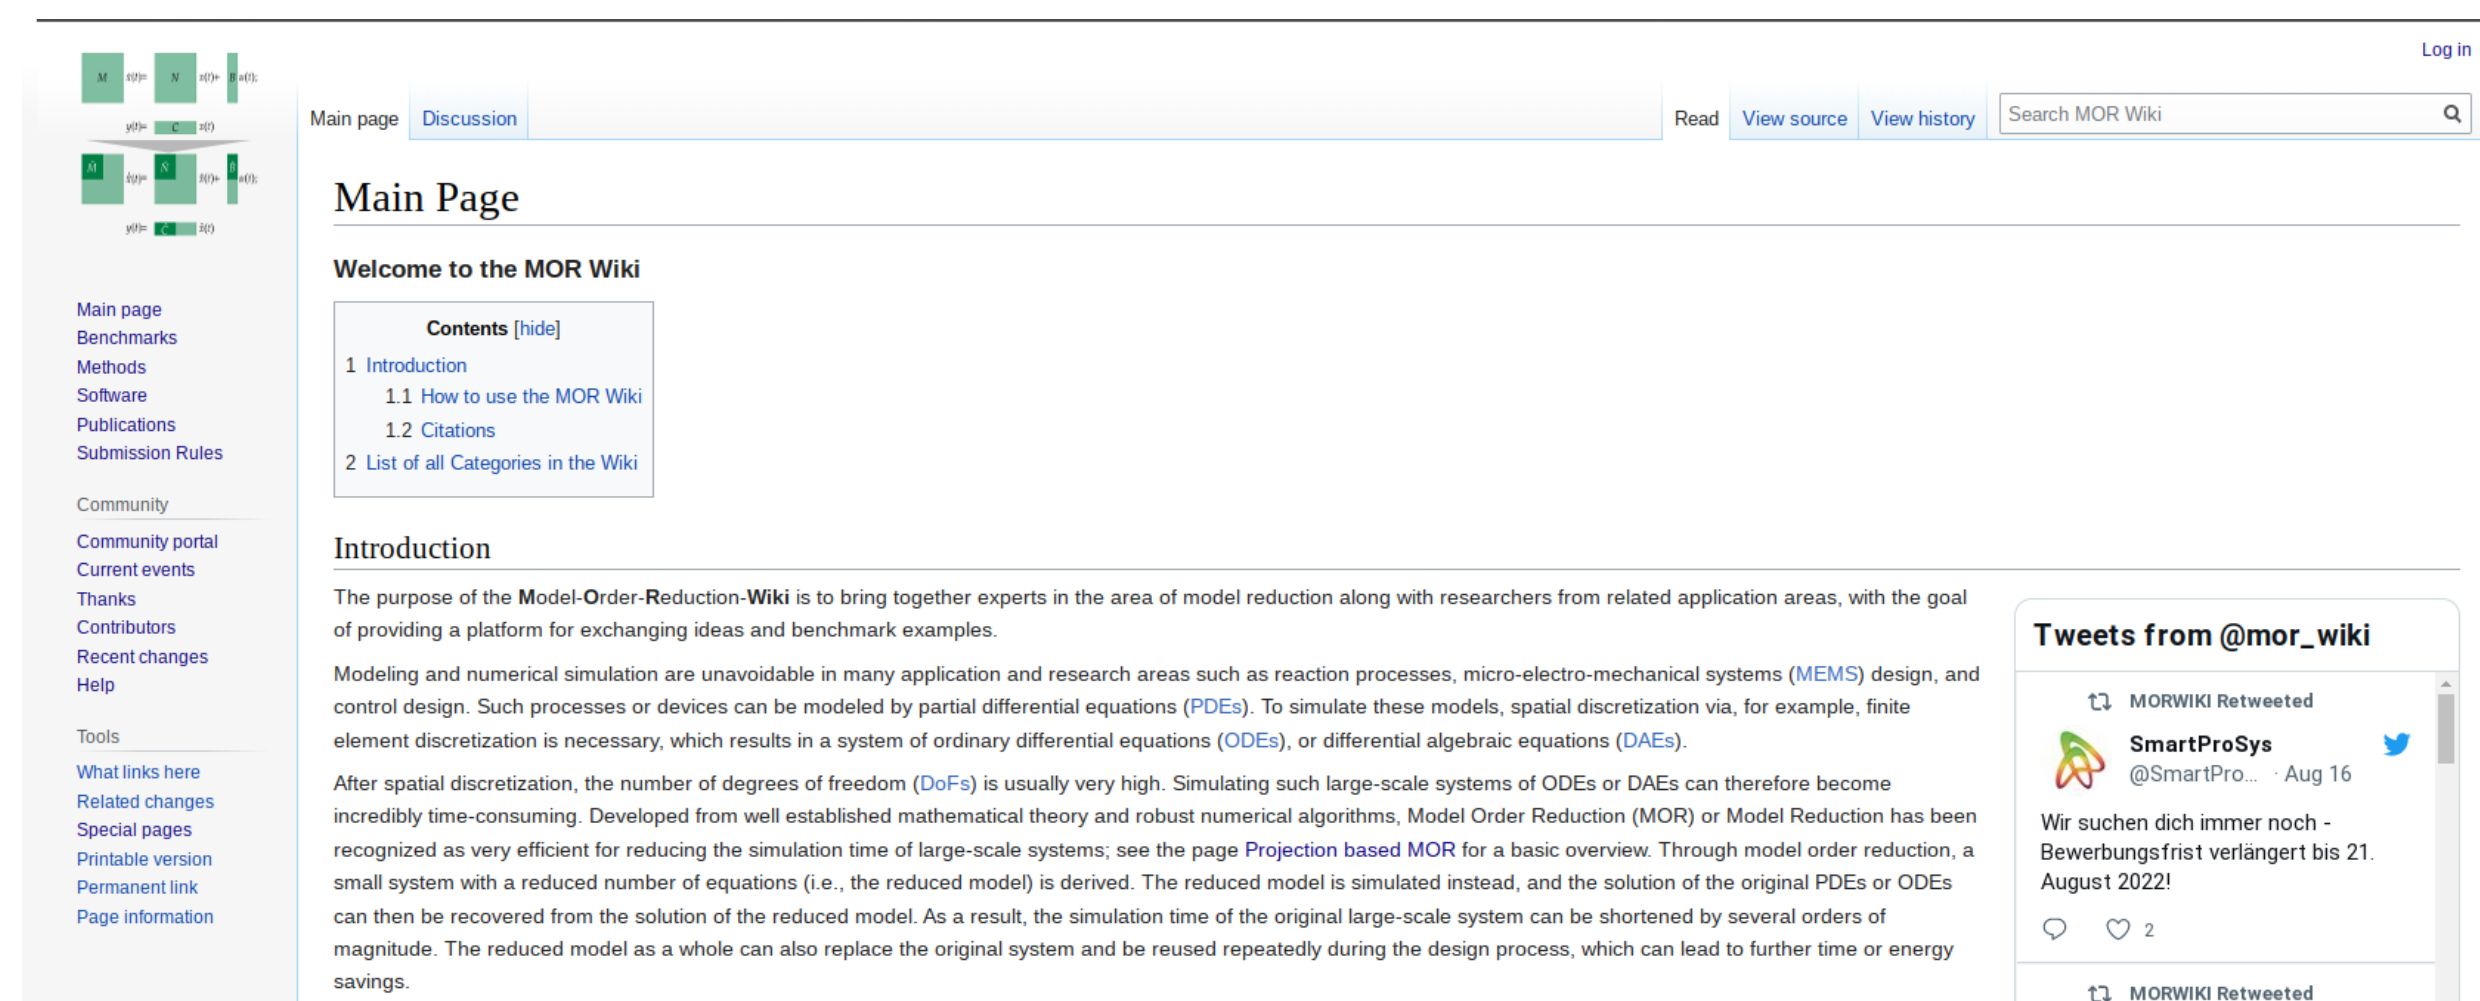 Log in
M ẋ(t)= N x(t)+ B u(t);
y(t)= C x(t)
M̂ N̂ B̂ u(t);
y(t)= Ĉ x̂(t)
Main page Discussion Read View source View history Search MOR Wiki
Main Page
Welcome to the MOR Wiki
Contents [hide]
1 Introduction
1.1 How to use the MOR Wiki
1.2 Citations
2 List of all Categories in the Wiki
Main page
Benchmarks
Methods
Software
Publications
Submission Rules
Community
Community portal
Current events
Thanks
Contributors
Recent changes
Help
Tools
What links here
Related changes
Special pages
Printable version
Permanent link
Page information
Introduction
The purpose of the Model-Order-Reduction-Wiki is to bring together experts in the area of model reduction along with researchers from related application areas, with the goal
of providing a platform for exchanging ideas and benchmark examples.
Modeling and numerical simulation are unavoidable in many application and research areas such as reaction processes, micro-electro-mechanical systems (MEMS) design, and
control design. Such processes or devices can be modeled by partial differential equations (PDEs). To simulate these models, spatial discretization via, for example, finite
element discretization is necessary, which results in a system of ordinary differential equations (ODEs), or differential algebraic equations (DAEs).
After spatial discretization, the number of degrees of freedom (DoFs) is usually very high. Simulating such large-scale systems of ODEs or DAEs can therefore become
incredibly time-consuming. Developed from well established mathematical theory and robust numerical algorithms, Model Order Reduction (MOR) or Model Reduction has been
recognized as very efficient for reducing the simulation time of large-scale systems; see the page Projection based MOR for a basic overview. Through model order reduction, a
small system with a reduced number of equations (i.e., the reduced model) is derived. The reduced model is simulated instead, and the solution of the original PDEs or ODEs
can then be recovered from the solution of the reduced model. As a result, the simulation time of the original large-scale system can be shortened by several orders of
magnitude. The reduced model as a whole can also replace the original system and be reused repeatedly during the design process, which can lead to further time or energy
savings.
Tweets from @mor_wiki
MORWIKI Retweeted
SmartProSys
@SmartPro... · Aug 16
Wir suchen dich immer noch -
Bewerbungsfrist verlängert bis 21.
August 2022!
2
MORWIKI Retweeted